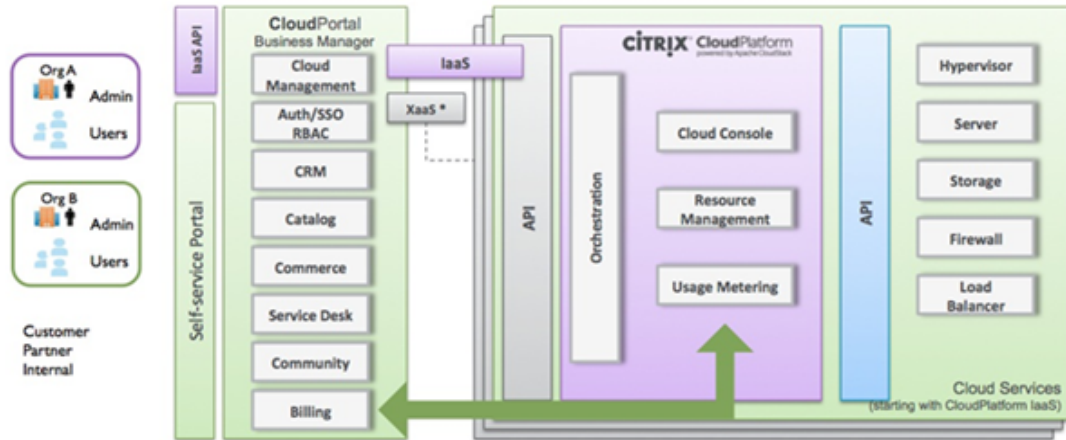 Org A
Admin
Users
Org B
Admin
Users
Customer
Partner
Internal
IaaS API
Self-service Portal
CloudPortal
Business Manager
Cloud
Management
Auth/SSO
RBAC
CRM
Catalog
Commerce
Service Desk
Community
Billing
IaaS
XaaS *
API
CITRIX CloudPlatform
powered by Apache CloudStack
Orchestration
Cloud Console
Resource
Management
Usage Metering
API
Hypervisor
Server
Storage
Firewall
Load
Balancer
Cloud Services
(starting with CloudPlatform IaaS)